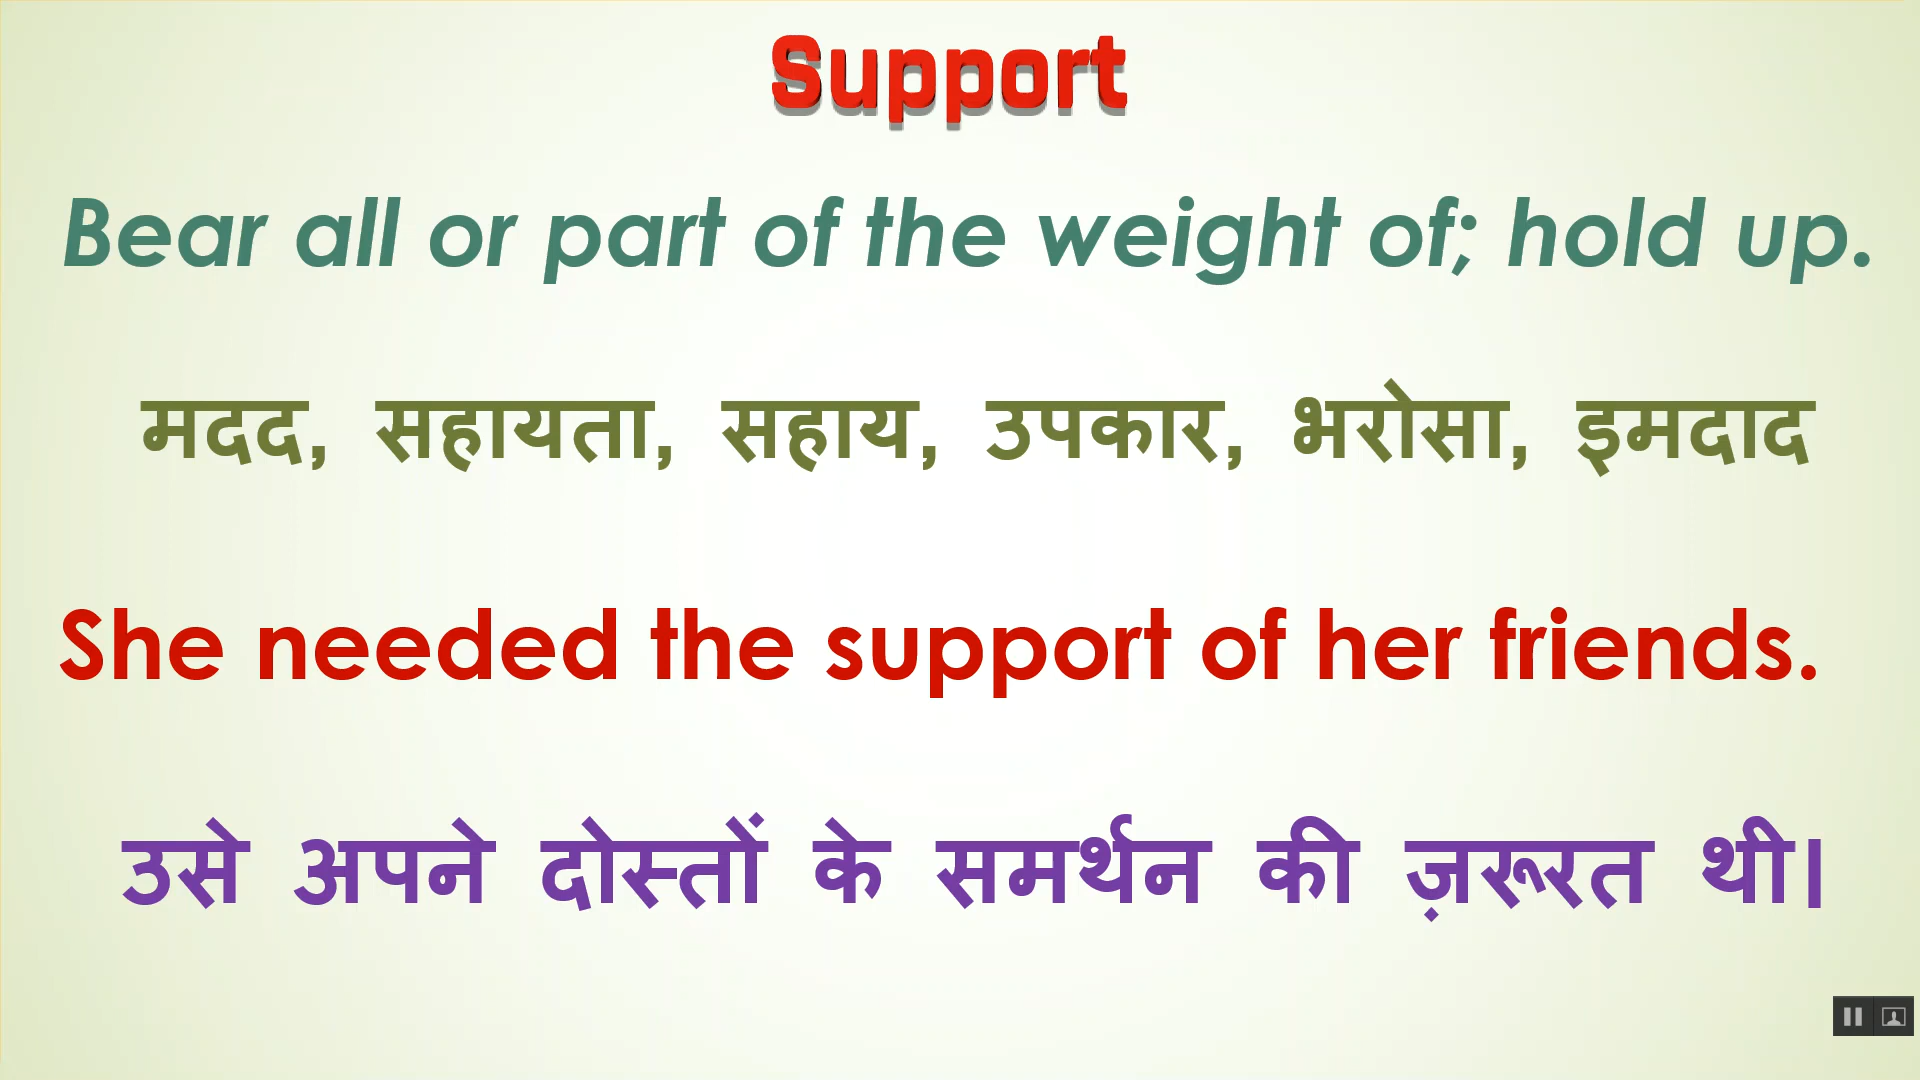 Support
Bear all or part of the weight of; hold up.
मदद, सहायता, सहाय, उपकार, भरोसा, इमदाद
She needed the support of her friends.
उसे अपने दोस्तों के समर्थन की ज़रूरत थी।